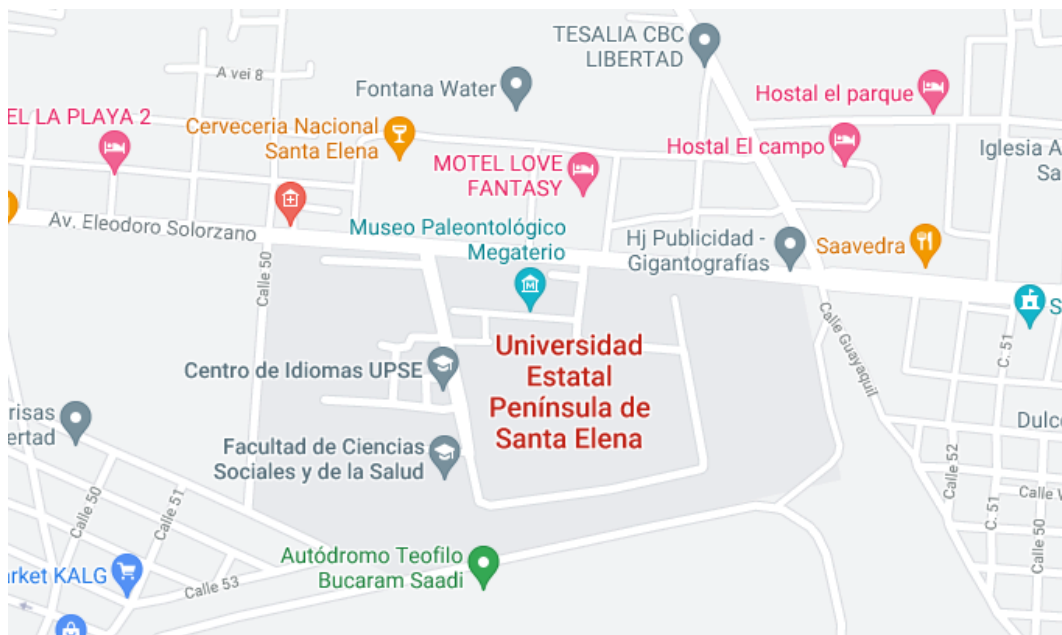 TESALIA CBC
LIBERTAD
A vei 8
Fontana Water
Hostal el parque
EL LA PLAYA 2
Cerveceria Nacional
Santa Elena
Hostal El campo
Iglesia A
Sa
MOTEL LOVE
FANTASY
Av. Eleodoro Solorzano
Museo Paleontológico
Megaterio
Hj Publicidad -
Gigantografías
Saavedra
Calle 50
S
Calle Guayaquil
C. 51
Universidad
Estatal
Península de
Santa Elena
Centro de Idiomas UPSE
risas
ertad
Dulc
Facultad de Ciencias
Sociales y de la Salud
Calle 52
Calle V
Calle 50
Calle 51
C. 51
Calle 50
Autódromo Teofilo
Bucaram Saadi
rket KALG
Calle 53